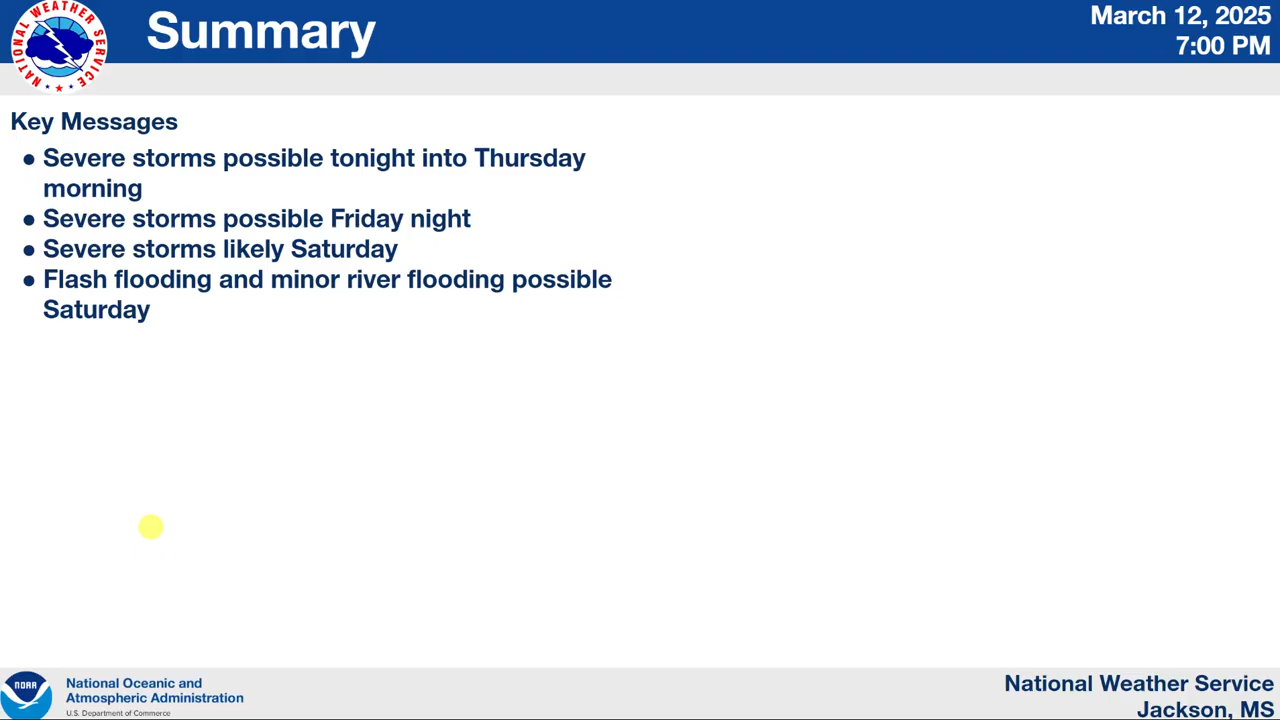 NATIONAL WEATHER SERVICE
Summary
March 12, 2025
7:00 PM
Key Messages
● Severe storms possible tonight into Thursday
morning
● Severe storms possible Friday night
● Severe storms likely Saturday
● Flash flooding and minor river flooding possible
Saturday
NOAA
National Oceanic and
Atmospheric Administration
U.S. Department of Commerce
National Weather Service
Jackson, MS